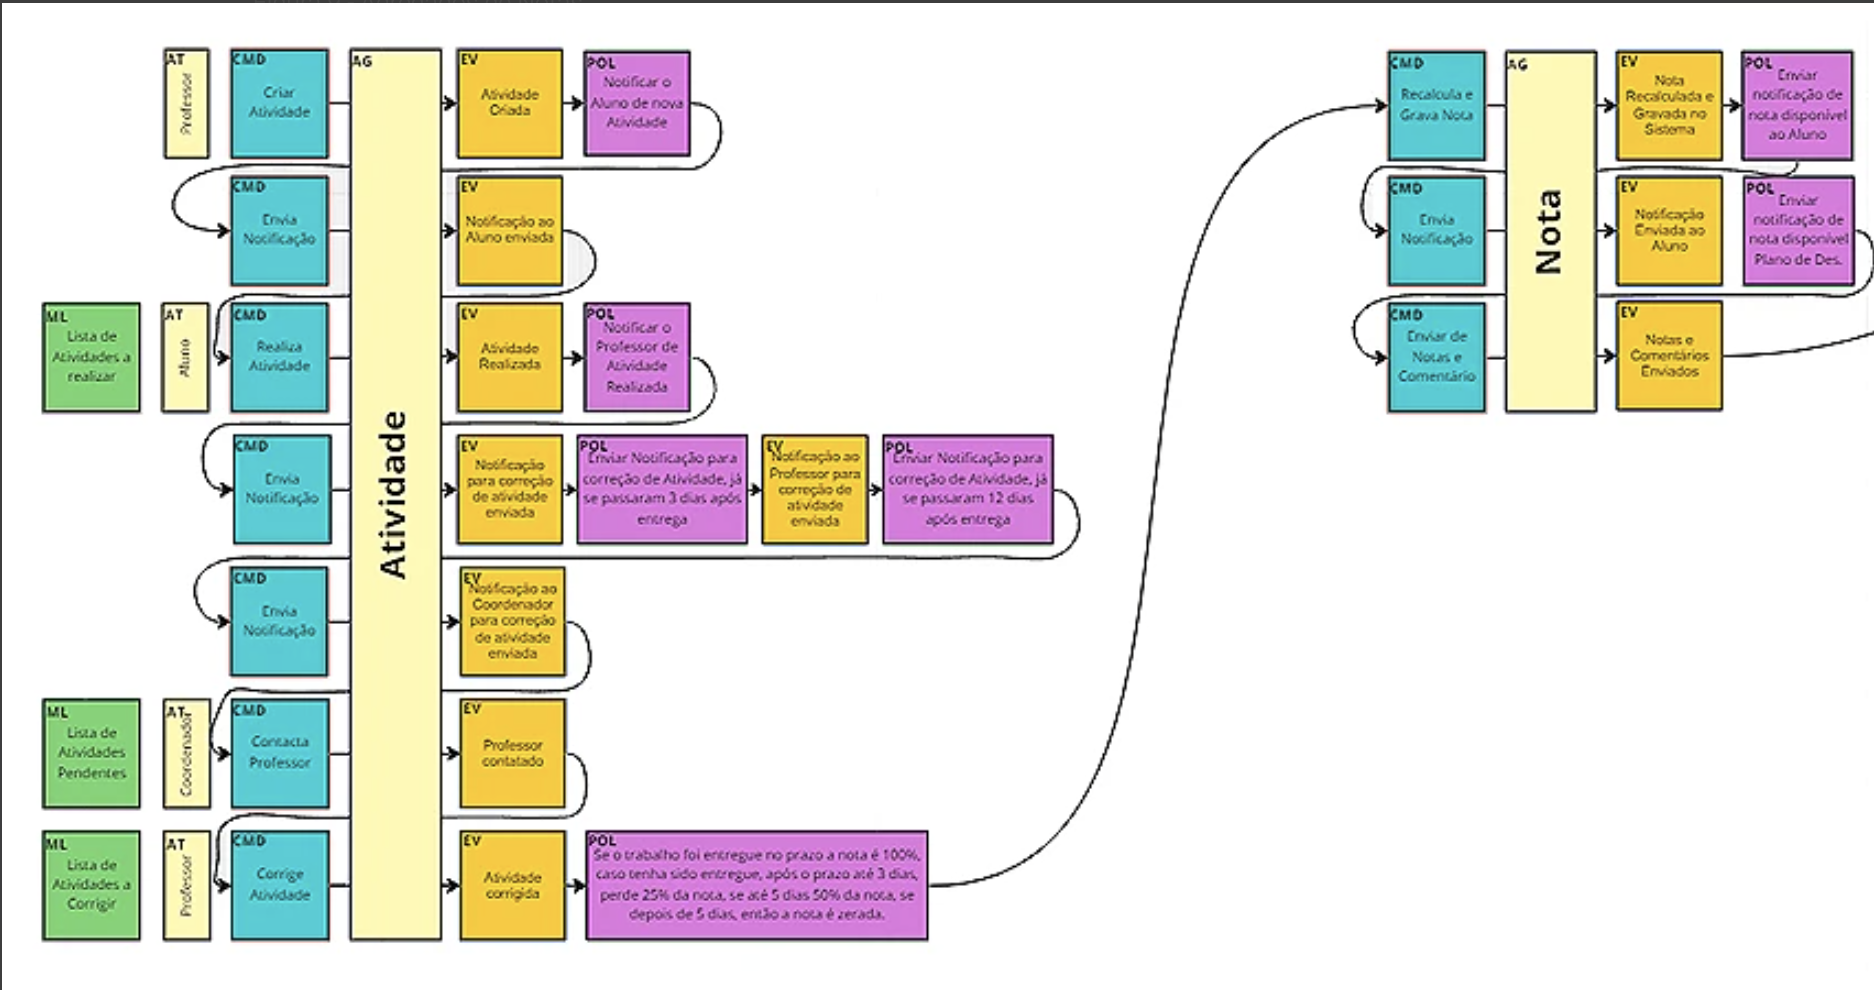 AT
Professor
CMD
Criar
Atividade
AG
Atividade
EV
Atividade
Criada
POL
Notificar o
Aluno de nova
Atividade
CMD
Envia
Notificação
EV
Notificação ao
Aluno enviada
ML
Lista de
Atividades a
realizar
AT
Aluno
CMD
Realiza
Atividade
EV
Atividade
Realizada
POL
Notificar o
Professor de
Atividade
Realizada
CMD
Envia
Notificação
EV
Notificação
para correção
de atividade
enviada
POL
Enviar Notificação para
correção de Atividade, já
se passaram 3 dias após
entrega
EV
Notificação ao
Professor para
correção de
atividade
enviada
POL
Enviar Notificação para
correção de Atividade, já
se passaram 12 dias
após entrega
CMD
Envia
Notificação
EV
Notificação ao
Coordenador
para correção
de atividade
enviada
ML
Lista de
Atividades
Pendentes
AT
Coordenador
CMD
Contacta
Professor
EV
Professor
contatado
ML
Lista de
Atividades a
Corrigir
AT
Professor
CMD
Corrige
Atividade
EV
Atividade
corrigida
POL
Se o trabalho foi entregue no prazo a nota é 100%,
caso tenha sido entregue, após o prazo até 3 dias,
perde 25% da nota, se até 5 dias 50% da nota, se
depois de 5 dias, então a nota é zerada.
CMD
Recalcula e
Grava Nota
AG
Nota
EV
Nota
Recalculada e
Gravada no
Sistema
POL
Enviar
notificação de
nota disponível
ao Aluno
CMD
Envia
Notificação
EV
Notificação
Enviada ao
Aluno
POL
Enviar
notificação de
nota disponível
Plano de Des.
CMD
Enviar de
Notas e
Comentário
EV
Notas e
Comentários
Enviados